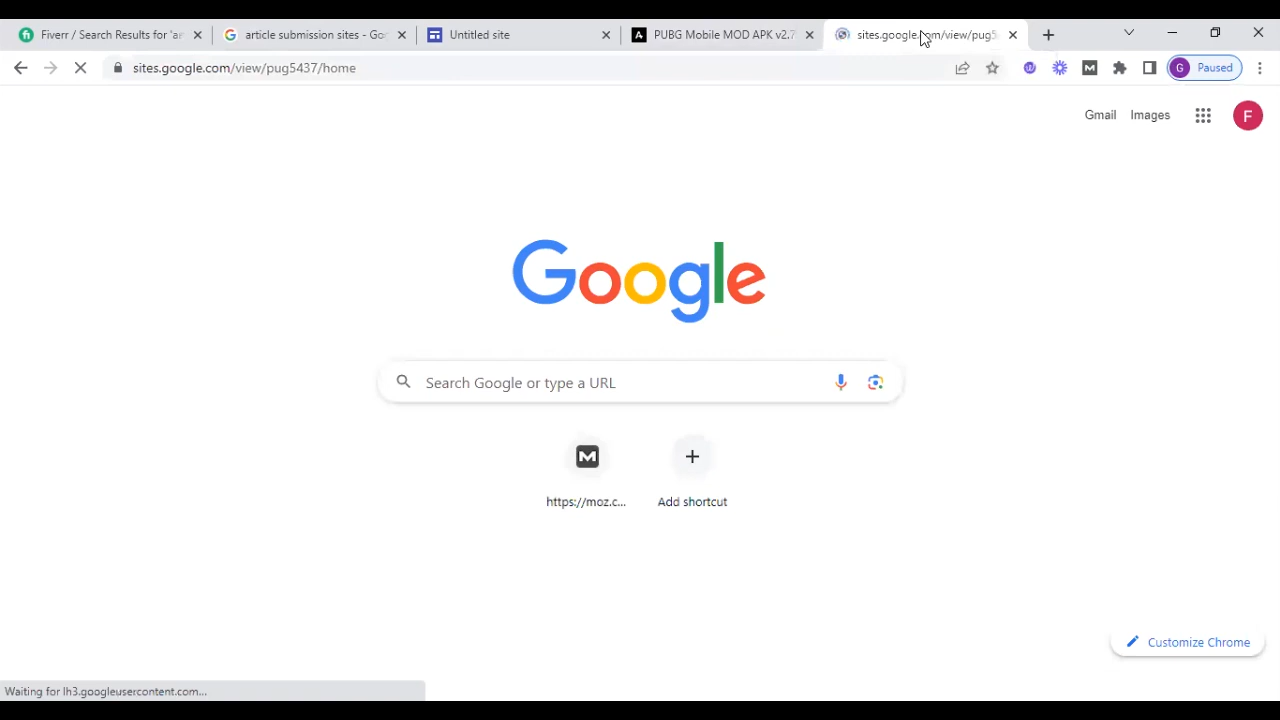 Fiverr / Search Results for 'ar
article submission sites - Goo
Untitled site
PUBG Mobile MOD APK v2.7
sites.google.com/view/pug5
sites.google.com/view/pug5437/home
G Paused
Gmail
Images
F
Google
Search Google or type a URL
https://moz.c...
Add shortcut
Customize Chrome
Waiting for lh3.googleusercontent.com...